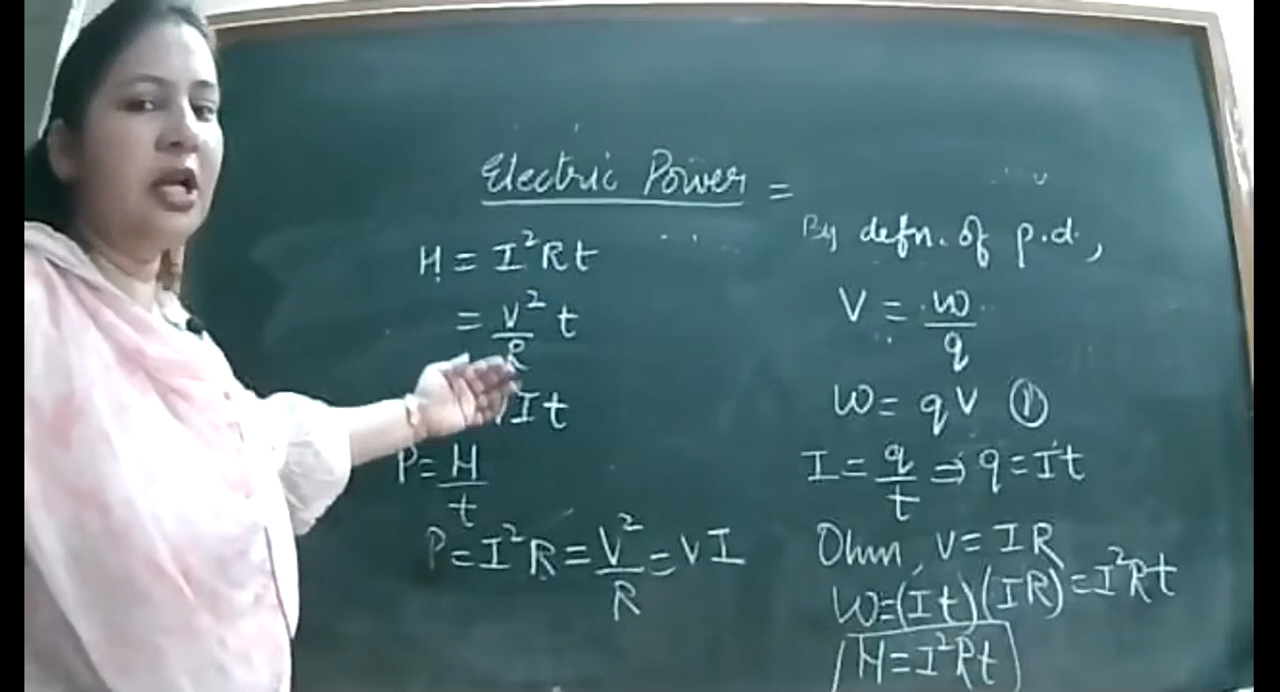 Electric Power =
H = I²Rt
= V²/R t
It
P = H/t
P = I²R = V²/R = VI
By defn. of p.d.,
V = W/q
W = qV ①
I = q/t ⇒ q = It
Ohm, V = IR
W = (It)(IR) = I²Rt
H = I²Rt